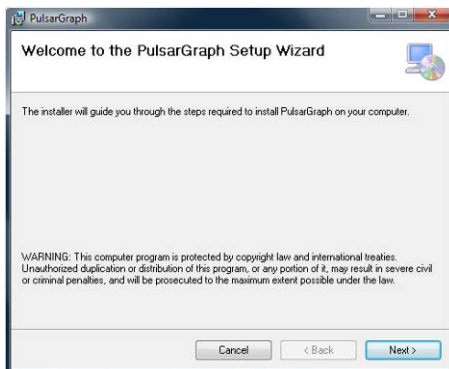 PulsarGraph
Welcome to the PulsarGraph Setup Wizard
The installer will guide you through the steps required to install PulsarGraph on your computer.
WARNING: This computer program is protected by copyright law and international treaties.
Unauthorized duplication or distribution of this program, or any portion of it, may result in severe civil
or criminal penalties, and will be prosecuted to the maximum extent possible under the law.
Cancel
< Back
Next >